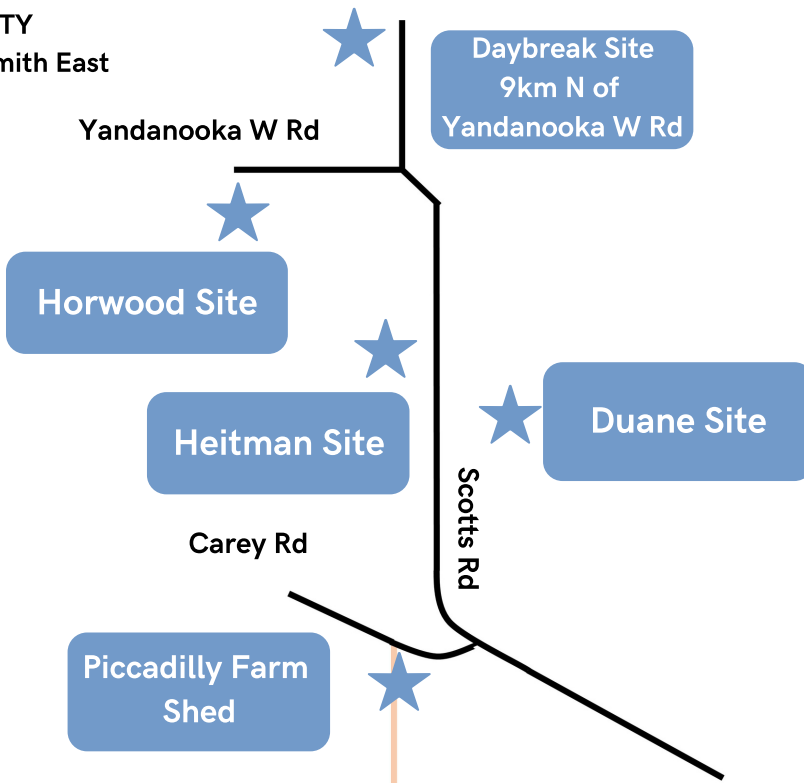 TY
mith East
Daybreak Site
9km N of
Yandanooka W Rd
Yandanooka W Rd
Horwood Site
Heitman Site
Duane Site
Scotts Rd
Carey Rd
Piccadilly Farm
Shed